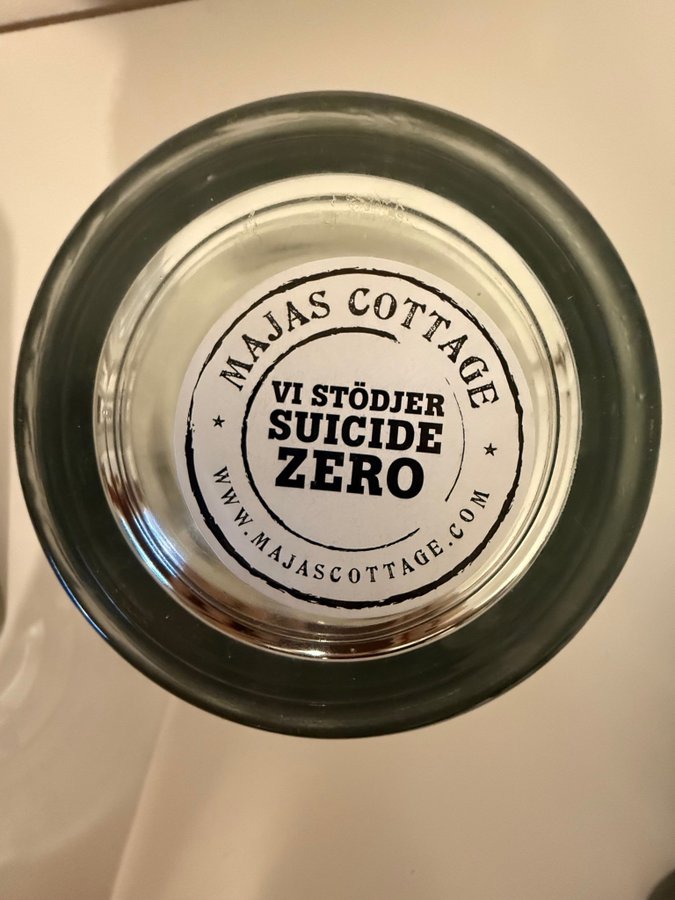 MAJAS COTTAGE
VI STÖDJER
SUICIDE
ZERO
WWW.MAJASCOTTAGE.COM